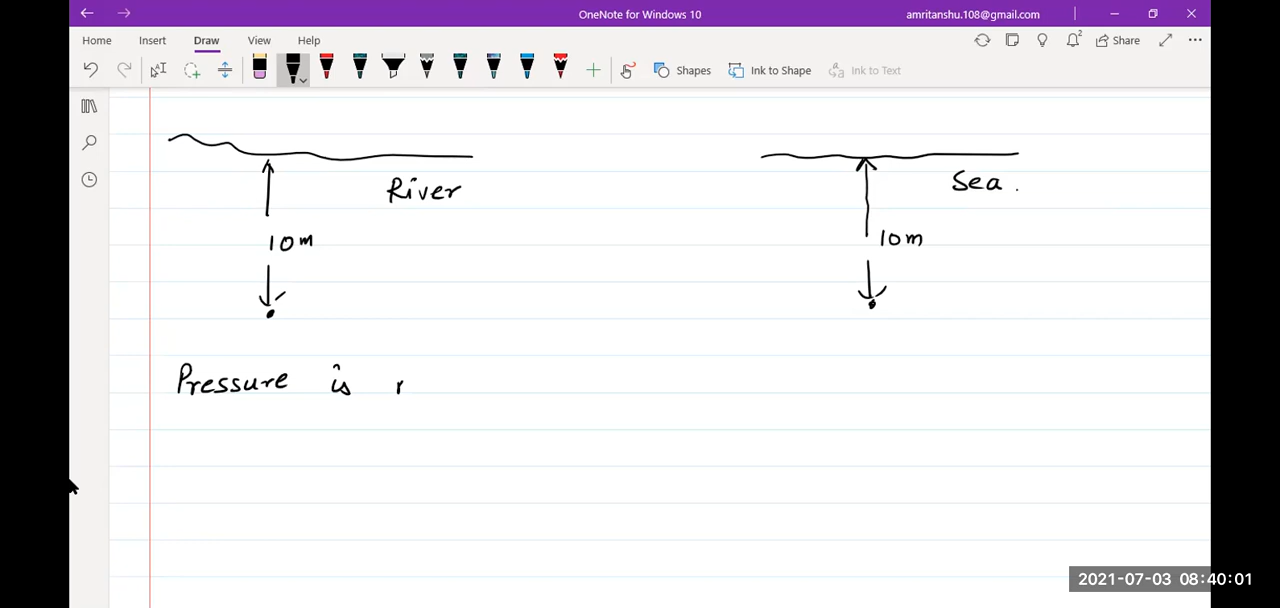 OneNote for Windows 10
amritanshu.108@gmail.com
Home Insert Draw View Help
2 Share
Shapes Ink to Shape Ink to Text
River
Sea .
10m
10m
Pressure is
2021-07-03 08:40:01